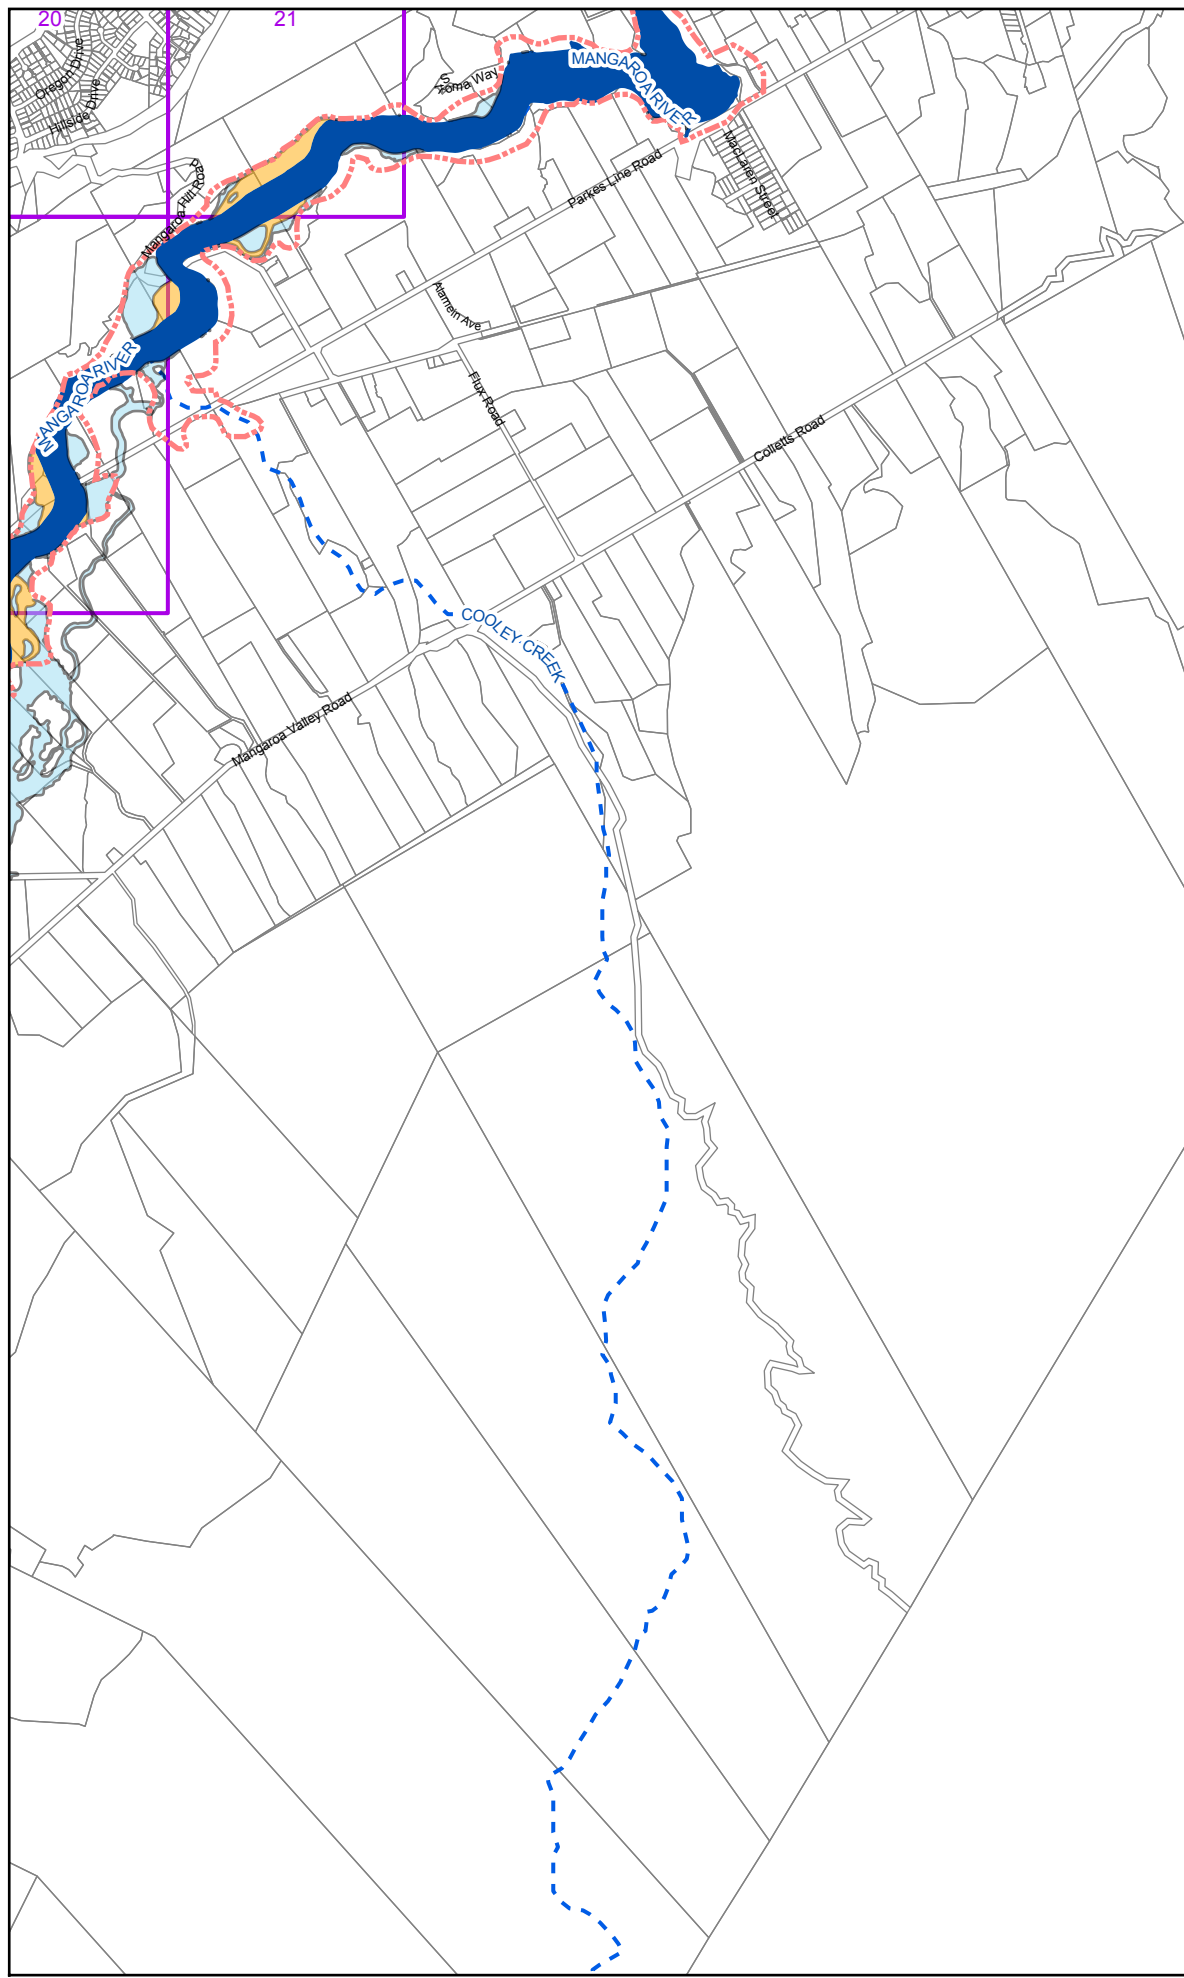 20
21
Oregon Drive
Hillside Drive
Stoma Way
MANGAROA RIVER
MacLaren Street
Parkes Line Road
Mangaroa Hill Road
Alamein Ave
MANGAROA RIVER
Flux Road
Colletts Road
COOLEY CREEK
Mangaroa Valley Road